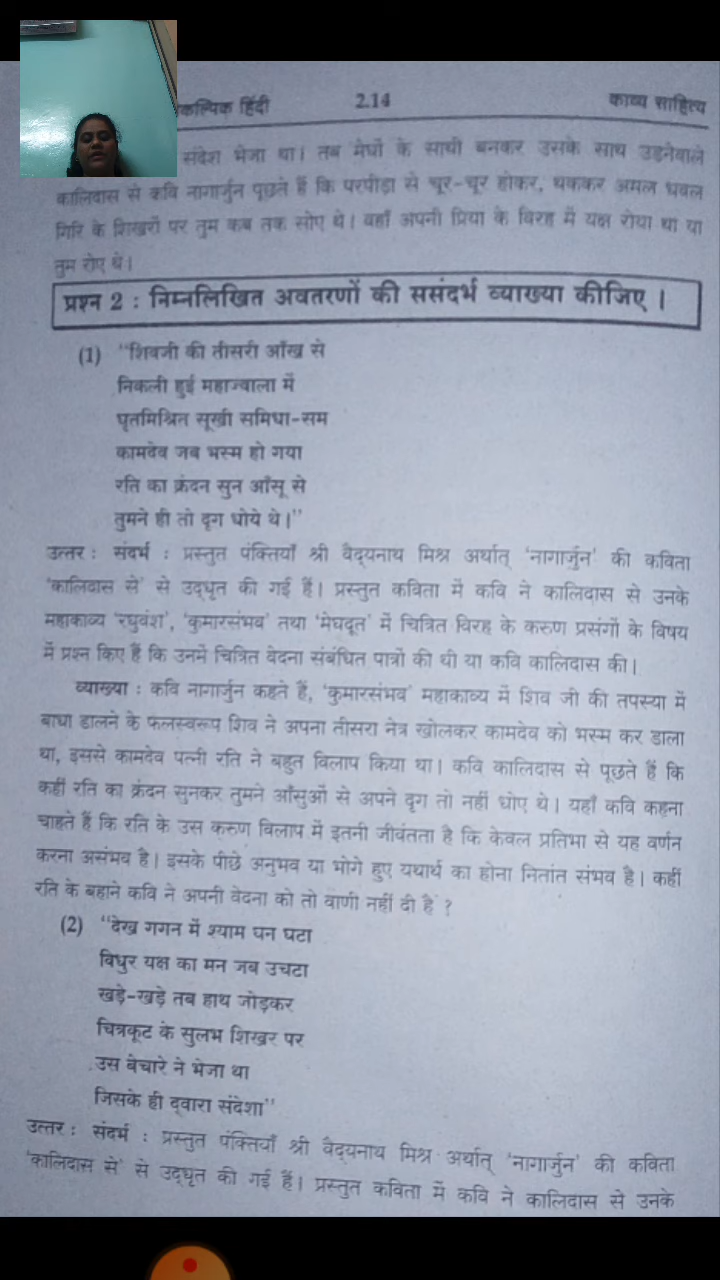 कल्पिक हिंदी 2.14 काव्य साहित्य
संदेश भेजा था। तब मेघों के साथी बनकर उसके साथ उड़नेवाले
कालिदास से कवि नागार्जुन पूछते हैं कि परपीड़ा से चूर-चूर होकर, थककर अमल धवल
गिरि के शिखरों पर तुम कब तक सोए थे। वहाँ अपनी प्रिया के विरह में यक्ष रोया था या
तुम रोए थे।
प्रश्न 2 : निम्नलिखित अवतरणों की ससंदर्भ व्याख्या कीजिए ।
(1) “शिवजी की तीसरी आँख से
निकली हुई महाज्वाला में
घृतमिश्रित सूखी समिधा-सम
कामदेव जब भस्म हो गया
रति का क्रंदन सुन आँसू से
तुमने ही तो दृग धोये थे।”
उत्तर : संदर्भ : प्रस्तुत पंक्तियाँ श्री वैद्यनाथ मिश्र अर्थात् ‘नागार्जुन’ की कविता
‘कालिदास से’ से उद्धृत की गई हैं। प्रस्तुत कविता में कवि ने कालिदास से उनके
महाकाव्य ‘रघुवंश’, ‘कुमारसंभव’ तथा ‘मेघदूत’ में चित्रित विरह के करुण प्रसंगों के विषय
में प्रश्न किए हैं कि उनमें चित्रित वेदना संबंधित पात्रों की थी या कवि कालिदास की।
व्याख्या : कवि नागार्जुन कहते हैं, ‘कुमारसंभव’ महाकाव्य में शिव जी की तपस्या में
बाधा डालने के फलस्वरूप शिव ने अपना तीसरा नेत्र खोलकर कामदेव को भस्म कर डाला
था, इससे कामदेव पत्नी रति ने बहुत विलाप किया था। कवि कालिदास से पूछते हैं कि
कहीं रति का क्रंदन सुनकर तुमने आँसुओं से अपने दृग तो नहीं धोए थे। यहाँ कवि कहना
चाहते हैं कि रति के उस करुण विलाप में इतनी जीवंतता है कि केवल प्रतिभा से यह वर्णन
करना असंभव है। इसके पीछे अनुभव या भोगे हुए यथार्थ का होना नितांत संभव है। कहीं
रति के बहाने कवि ने अपनी वेदना को तो वाणी नहीं दी है ?
(2) “देख गगन में श्याम घन घटा
विधुर यक्ष का मन जब उचटा
खड़े-खड़े तब हाथ जोड़कर
चित्रकूट के सुलभ शिखर पर
उस बेचारे ने भेजा था
जिसके ही द्वारा संदेशा”
उत्तर : संदर्भ : प्रस्तुत पंक्तियाँ श्री वैद्यनाथ मिश्र अर्थात् ‘नागार्जुन’ की कविता
‘कालिदास से’ से उद्धृत की गई हैं। प्रस्तुत कविता में कवि ने कालिदास से उनके